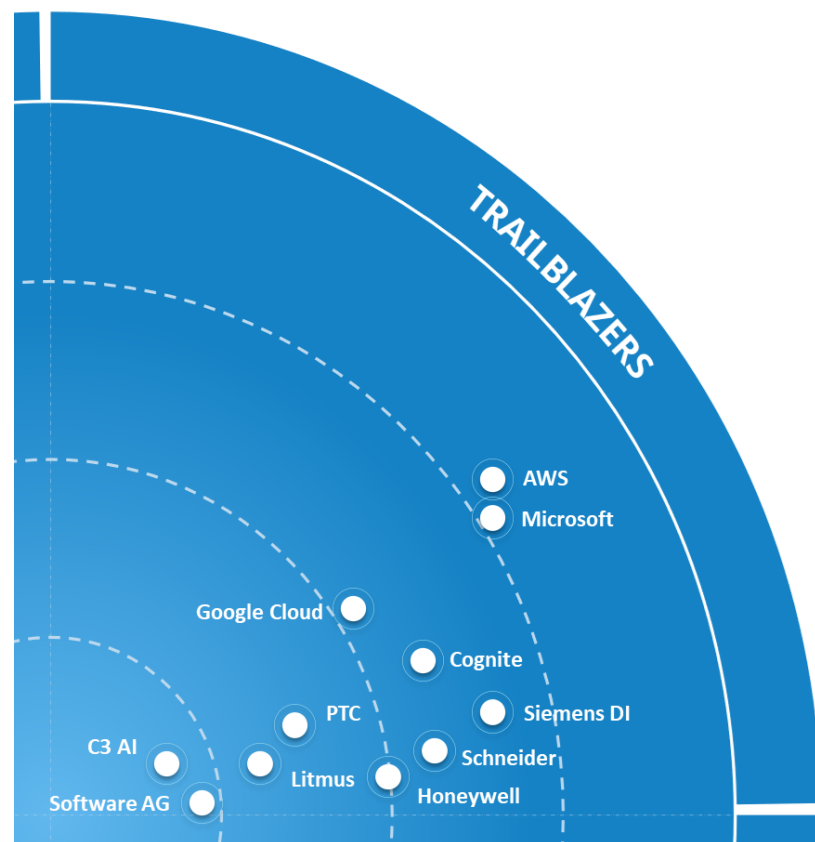 TRAILBLAZERS
AWS
Microsoft
Google Cloud
Cognite
PTC
Siemens DI
C3 AI
Schneider
Litmus
Honeywell
Software AG